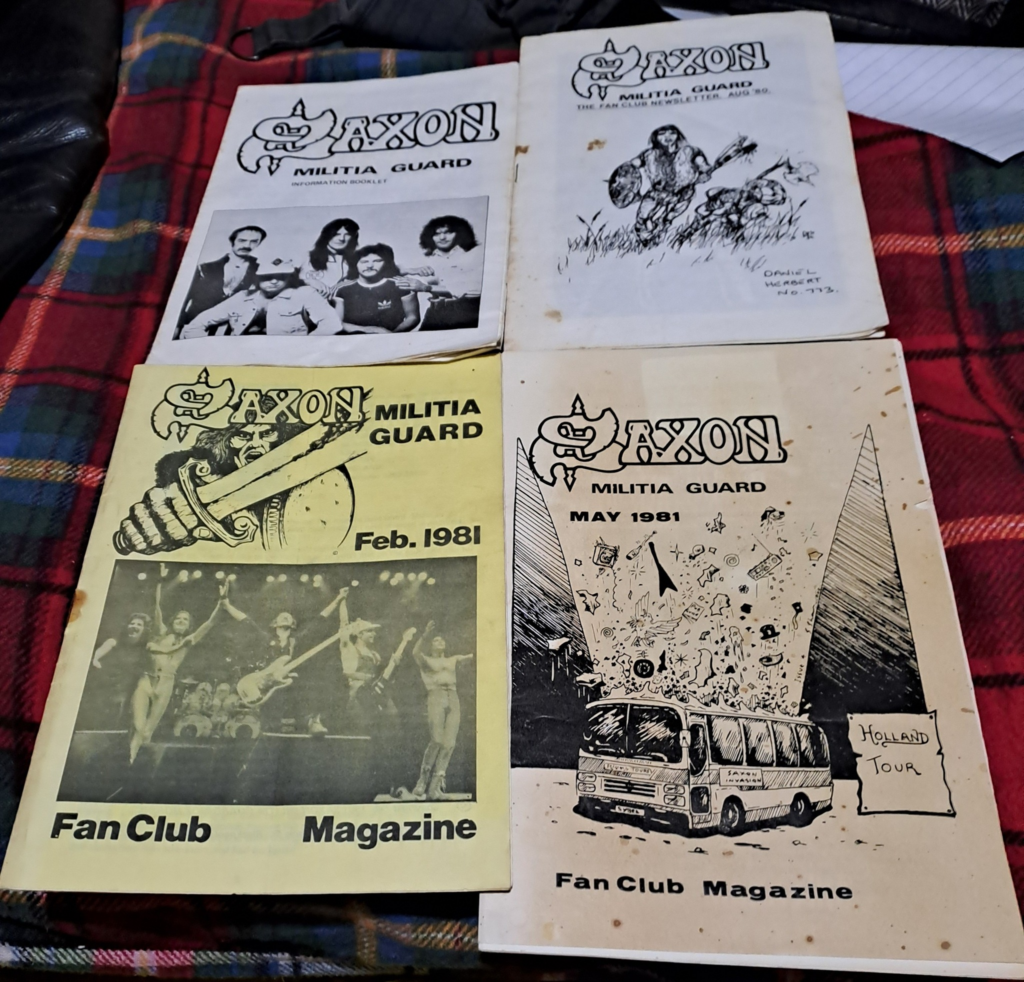 SAXON
MILITIA GUARD
INFORMATION BOOKLET
SAXON
MILITIA GUARD
THE FAN CLUB NEWSLETTER. AUG '80.
DANIEL
HERBERT
No. 773.
SAXON
MILITIA
GUARD
Feb. 1981
Fan Club Magazine
SAXON
MILITIA GUARD
MAY 1981
HOLLAND
TOUR
SAXON
INVASION
Fan Club Magazine